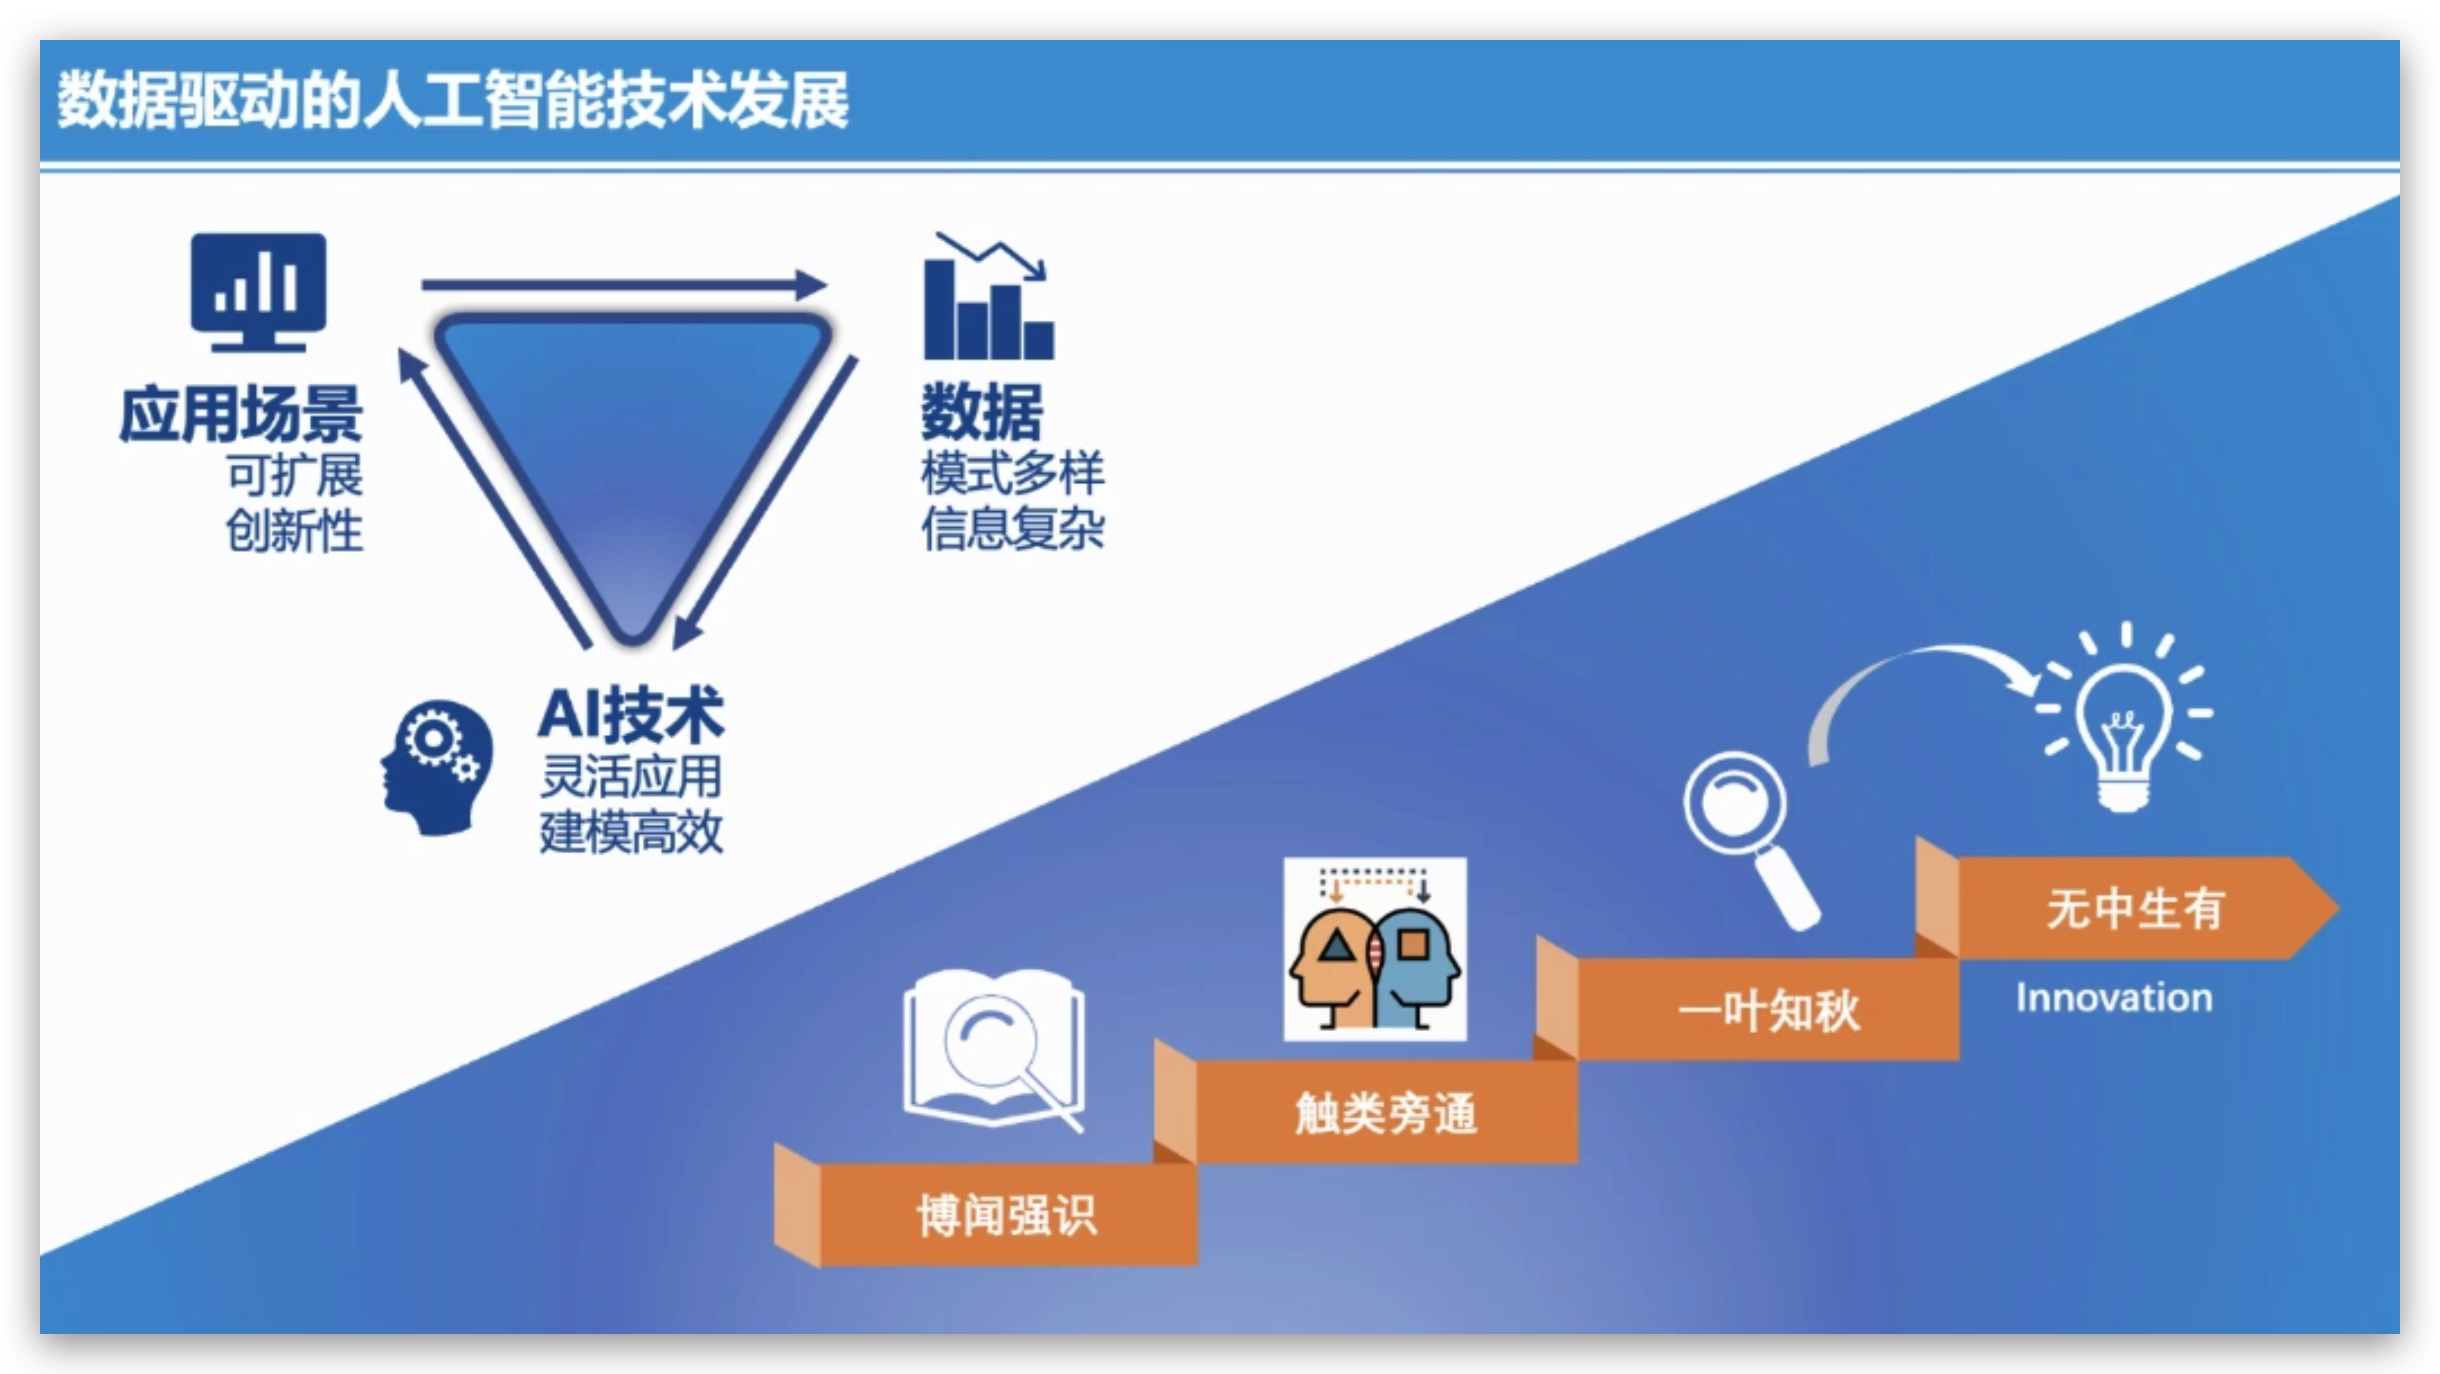 数据驱动的人工智能技术发展
应用场景
可扩展
创新性
数据
模式多样
信息复杂
AI技术
灵活应用
建模高效
博闻强识
触类旁通
一叶知秋
无中生有
Innovation